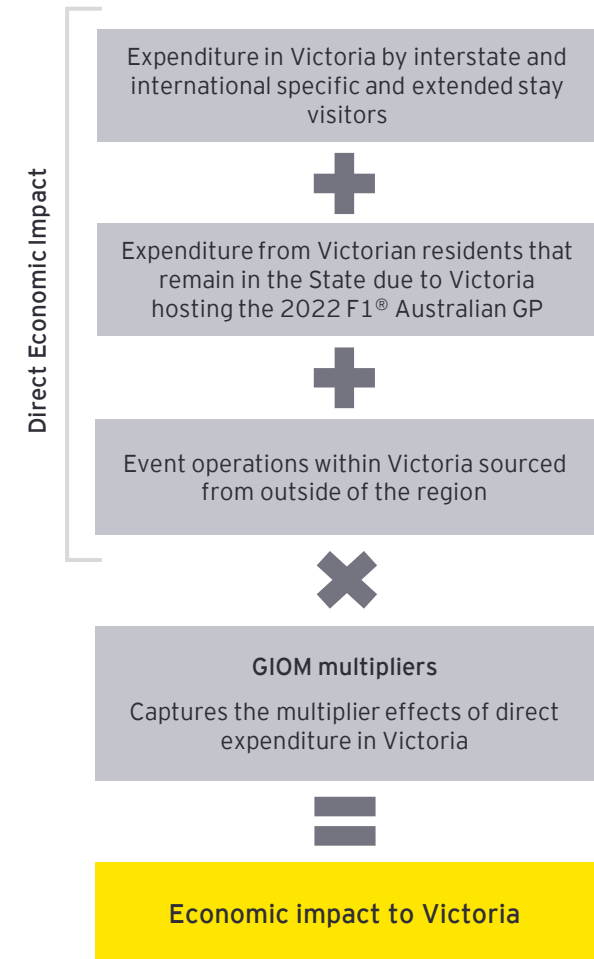 Direct Economic Impact
Expenditure in Victoria by interstate and
international specific and extended stay
visitors
Expenditure from Victorian residents that
remain in the State due to Victoria
hosting the 2022 F1® Australian GP
Event operations within Victoria sourced
from outside of the region
GIOM multipliers
Captures the multiplier effects of direct
expenditure in Victoria
Economic impact to Victoria